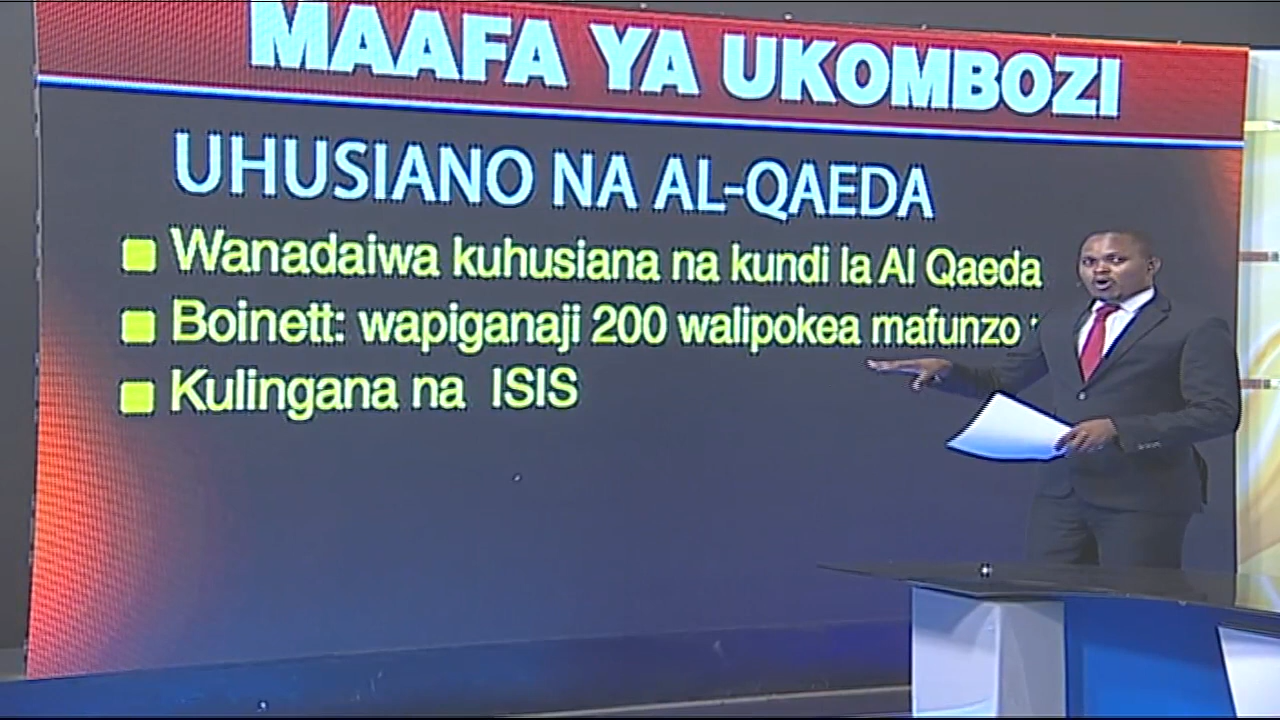 MAAFA YA UKOMBOZI
UHUSIANO NA AL-QAEDA
Wanadaiwa kuhusiana na kundi la Al Qaeda
Boinett: wapiganaji 200 walipokea mafunzo
Kulingana na ISIS